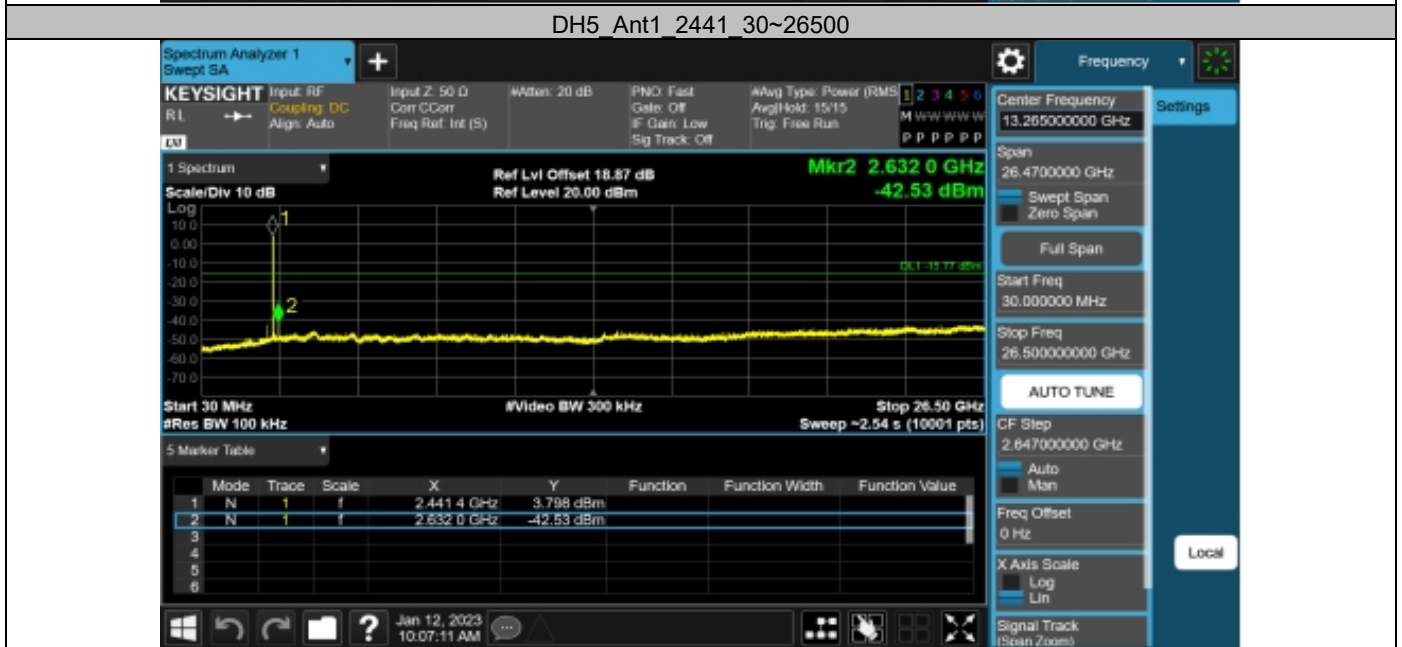 DH5_Ant1_2441_30~26500
Spectrum Analyzer 1
Swept SA
+
Frequency
KEYSIGHT
Input: RF
Input Z: 50 Ω
#Atten: 20 dB
PNO: Fast
#Avg Type: Power (RMS
1 2 3 4 5 6
R L
Coupling: DC
Corr CCorr
Gate: Off
Avg|Hold: 15/15
M W W W W W
Align: Auto
Freq Ref: Int (S)
IF Gain: Low
Trig: Free Run
Sig Track: Off
P P P P P P
LXI
1 Spectrum
Ref Lvl Offset 18.87 dB
Mkr2 2.632 0 GHz
Scale/Div 10 dB
Ref Level 20.00 dBm
-42.53 dBm
Log
10.0
0.00
-10.0
-20.0
-30.0
-40.0
-50.0
-60.0
-70.0
1
2
DL1 -15.77 dBm
Start 30 MHz
#Video BW 300 kHz
Stop 26.50 GHz
#Res BW 100 kHz
Sweep ~2.54 s (10001 pts)
5 Marker Table
Mode Trace Scale X Y Function Function Width Function Value
1 N 1 f 2.441 4 GHz 3.798 dBm
2 N 1 f 2.632 0 GHz -42.53 dBm
3
4
5
6
?
Jan 12, 2023
10:07:11 AM
Center Frequency
13.265000000 GHz
Settings
Span
26.4700000 GHz
Swept Span
Zero Span
Full Span
Start Freq
30.000000 MHz
Stop Freq
26.500000000 GHz
AUTO TUNE
CF Step
2.647000000 GHz
Auto
Man
Freq Offset
0 Hz
Local
X Axis Scale
Log
Lin
Signal Track
(Span Zoom)